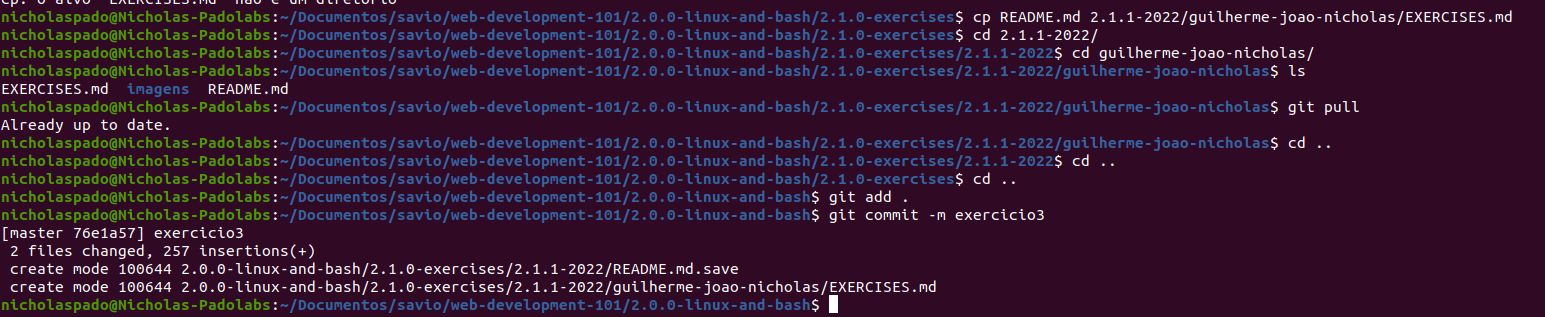 cp: o alvo 'EXERCISES.md' não é um diretório
nicholaspado@Nicholas-Padolabs:~/Documentos/savio/web-development-101/2.0.0-linux-and-bash/2.1.0-exercises$ cp README.md 2.1.1-2022/guilherme-joao-nicholas/EXERCISES.md
nicholaspado@Nicholas-Padolabs:~/Documentos/savio/web-development-101/2.0.0-linux-and-bash/2.1.0-exercises$ cd 2.1.1-2022/
nicholaspado@Nicholas-Padolabs:~/Documentos/savio/web-development-101/2.0.0-linux-and-bash/2.1.0-exercises/2.1.1-2022$ cd guilherme-joao-nicholas/
nicholaspado@Nicholas-Padolabs:~/Documentos/savio/web-development-101/2.0.0-linux-and-bash/2.1.0-exercises/2.1.1-2022/guilherme-joao-nicholas$ ls
EXERCISES.md  imagens  README.md
nicholaspado@Nicholas-Padolabs:~/Documentos/savio/web-development-101/2.0.0-linux-and-bash/2.1.0-exercises/2.1.1-2022/guilherme-joao-nicholas$ git pull
Already up to date.
nicholaspado@Nicholas-Padolabs:~/Documentos/savio/web-development-101/2.0.0-linux-and-bash/2.1.0-exercises/2.1.1-2022/guilherme-joao-nicholas$ cd ..
nicholaspado@Nicholas-Padolabs:~/Documentos/savio/web-development-101/2.0.0-linux-and-bash/2.1.0-exercises/2.1.1-2022$ cd ..
nicholaspado@Nicholas-Padolabs:~/Documentos/savio/web-development-101/2.0.0-linux-and-bash/2.1.0-exercises$ cd ..
nicholaspado@Nicholas-Padolabs:~/Documentos/savio/web-development-101/2.0.0-linux-and-bash$ git add .
nicholaspado@Nicholas-Padolabs:~/Documentos/savio/web-development-101/2.0.0-linux-and-bash$ git commit -m exercicio3
[master 76e1a57] exercicio3
 2 files changed, 257 insertions(+)
 create mode 100644 2.0.0-linux-and-bash/2.1.0-exercises/2.1.1-2022/README.md.save
 create mode 100644 2.0.0-linux-and-bash/2.1.0-exercises/2.1.1-2022/guilherme-joao-nicholas/EXERCISES.md
nicholaspado@Nicholas-Padolabs:~/Documentos/savio/web-development-101/2.0.0-linux-and-bash$